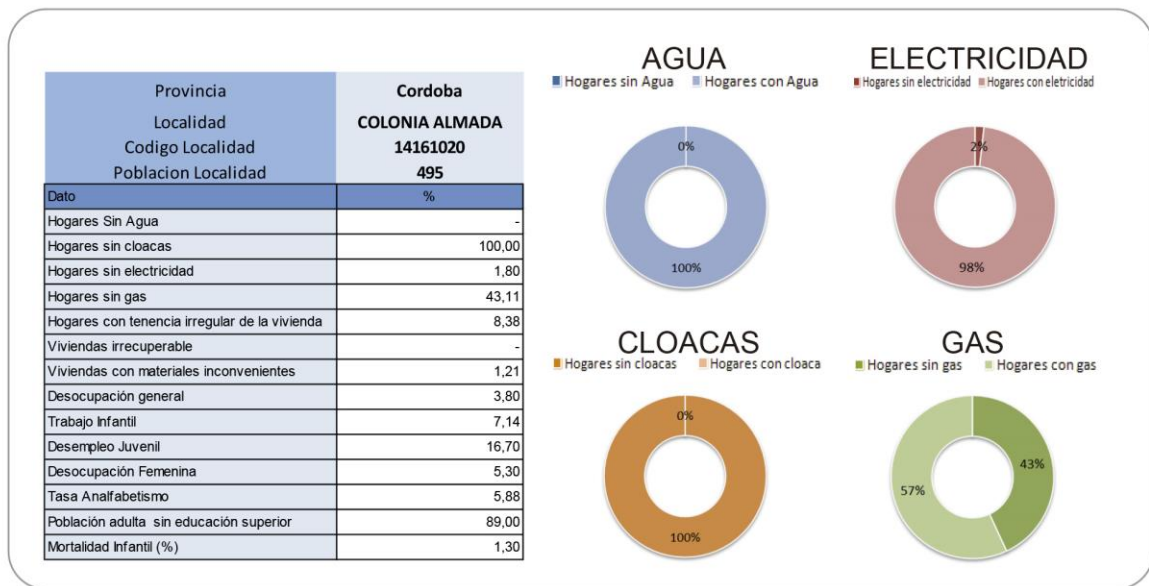 Provincia Cordoba
Localidad COLONIA ALMADA
Codigo Localidad 14161020
Poblacion Localidad 495
Dato %
Hogares Sin Agua -
Hogares sin cloacas 100,00
Hogares sin electricidad 1,80
Hogares sin gas 43,11
Hogares con tenencia irregular de la vivienda 8,38
Viviendas irrecuperable -
Viviendas con materiales inconvenientes 1,21
Desocupación general 3,80
Trabajo Infantil 7,14
Desempleo Juvenil 16,70
Desocupación Femenina 5,30
Tasa Analfabetismo 5,88
Población adulta sin educación superior 89,00
Mortalidad Infantil (%) 1,30
AGUA
Hogares sin Agua Hogares con Agua
0%
100%
ELECTRICIDAD
Hogares sin electricidad Hogares con eletricidad
2%
98%
CLOACAS
Hogares sin cloacas Hogares con cloaca
0%
100%
GAS
Hogares sin gas Hogares con gas
43%
57%